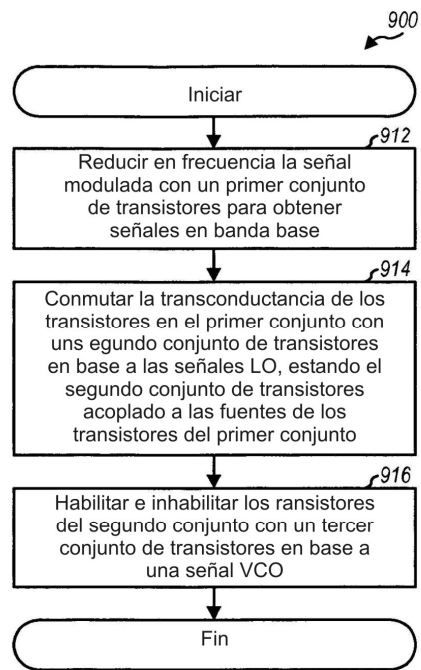 900
Iniciar
912
Reducir en frecuencia la señal
modulada con un primer conjunto
de transistores para obtener
señales en banda base
914
Conmutar la transconductancia de los
transistores en el primer conjunto con
uns egundo conjunto de transistores
en base a las señales LO, estando el
segundo conjunto de transistores
acoplado a las fuentes de los
transistores del primer conjunto
916
Habilitar e inhabilitar los ransistores
del segundo conjunto con un tercer
conjunto de transistores en base a
una señal VCO
Fin